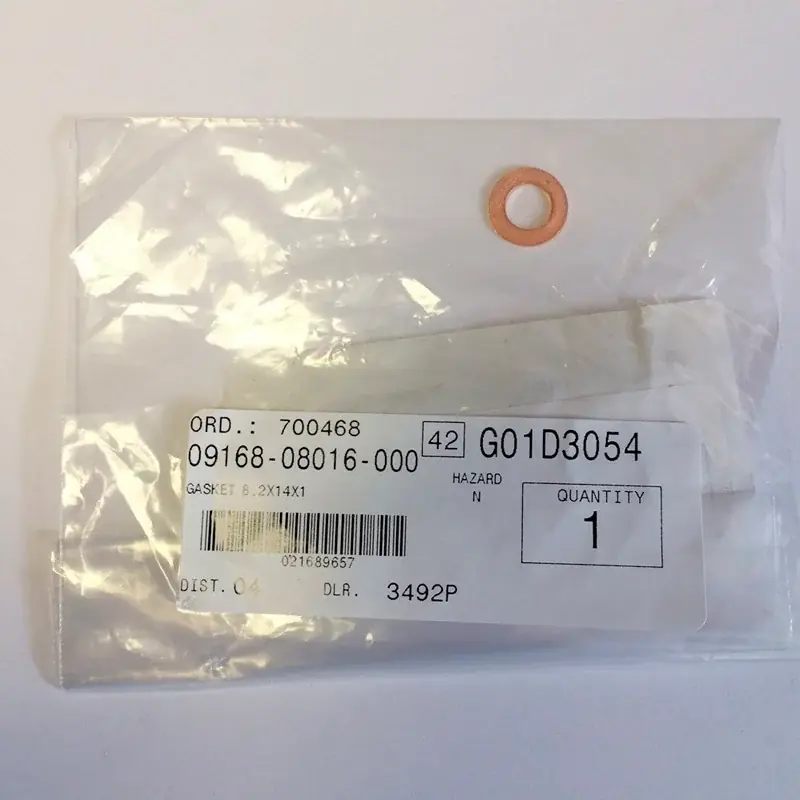 ORD.: 700468
09168-08016-000
42 G01D3054
GASKET 8.2X14X1
HAZARD
N
QUANTITY
1
021689657
DIST. 04 DLR. 3492P